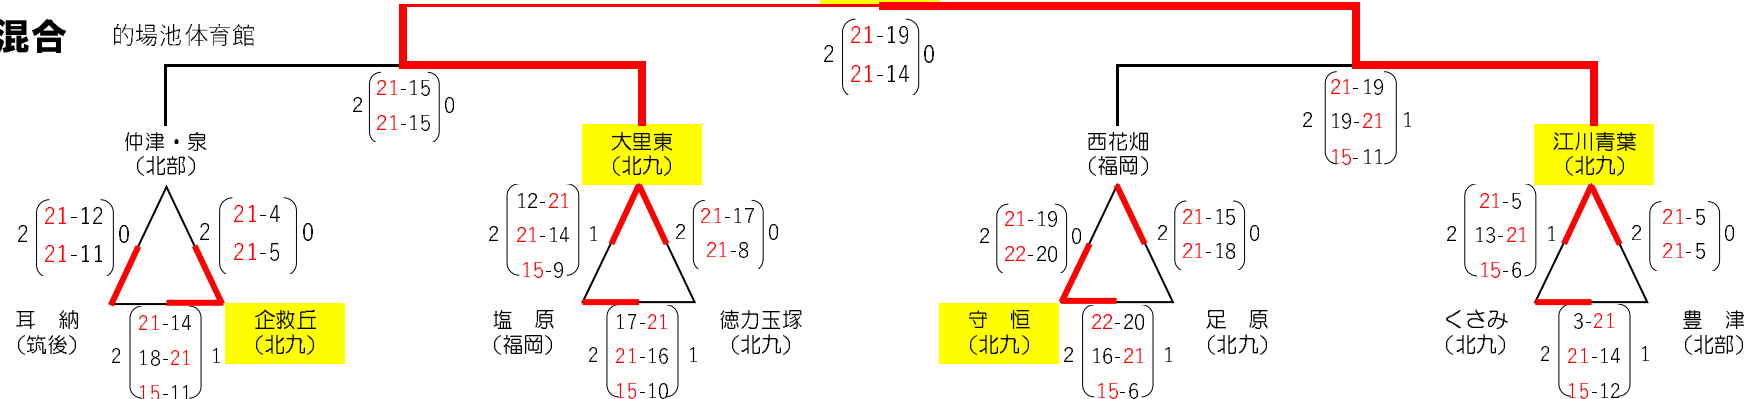 混合 的場池体育館
2 21-19 0
21-14
2 21-15 0
21-15
21-19
2 19-21 1
15-11
仲津・泉
（北部）
大里東
（北九）
西花畑
（福岡）
江川青葉
（北九）
2 21-12 0
21-11
2 21-4 0
21-5
12-21
2 21-14 1
15-9
2 21-17 0
21-8
2 21-19 0
22-20
2 21-15 0
21-18
21-5
2 13-21 1
15-6
2 21-5 0
21-5
耳　納
（筑後）
21-14
2 18-21 1
15-11
企救丘
（北九）
塩　原
（福岡）
17-21
2 21-16 1
15-10
徳力玉塚
（北九）
守　恒
（北九）
22-20
2 16-21 1
15-6
足　原
（北九）
くさみ
（北九）
3-21
2 21-14 1
15-12
豊　津
（北部）